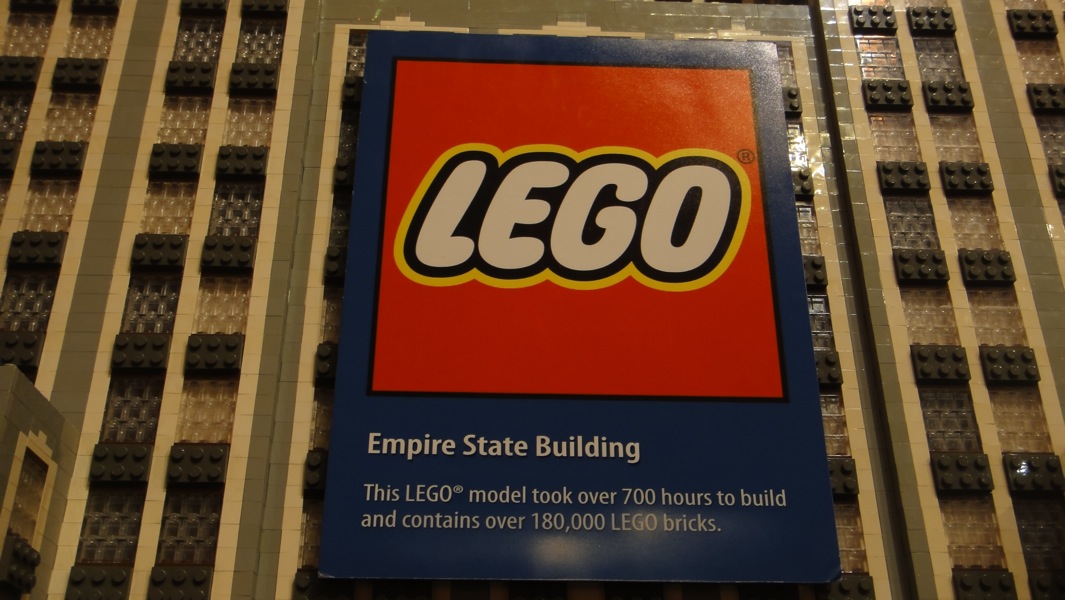 LEGO®
Empire State Building
This LEGO® model took over 700 hours to build
and contains over 180,000 LEGO bricks.